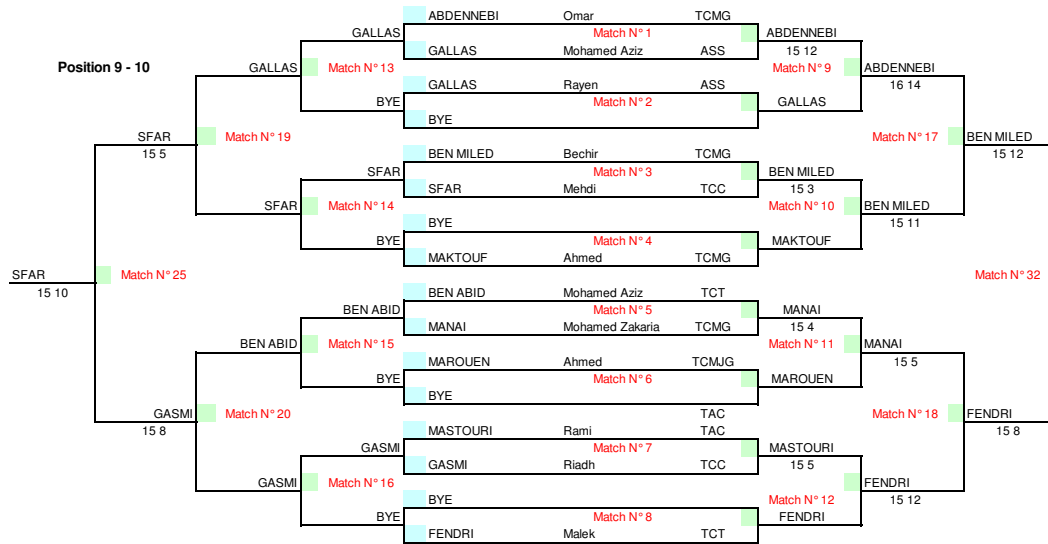 ABDENNEBI Omar TCMG
GALLAS Match N° 1 ABDENNEBI
GALLAS Mohamed Aziz ASS 15 12
Position 9 - 10 GALLAS Match N° 13 Match N° 9 ABDENNEBI
GALLAS Rayen ASS 16 14
BYE Match N° 2 GALLAS
BYE
SFAR Match N° 19 Match N° 17 BEN MILED
15 5 BEN MILED Bechir TCMG 15 12
SFAR Match N° 3 BEN MILED
SFAR Mehdi TCC 15 3
SFAR Match N° 14 Match N° 10 BEN MILED
BYE 15 11
BYE Match N° 4 MAKTOUF
MAKTOUF Ahmed TCMG
SFAR Match N° 25 Match N° 32
15 10
BEN ABID Mohamed Aziz TCT
BEN ABID Match N° 5 MANAI
MANAI Mohamed Zakaria TCMG 15 4
BEN ABID Match N° 15 Match N° 11 MANAI
MAROUEN Ahmed TCMJG 15 5
BYE Match N° 6 MAROUEN
BYE
GASMI Match N° 20 TAC Match N° 18 FENDRI
15 8 MASTOURI Rami TAC 15 8
GASMI Match N° 7 MASTOURI
GASMI Riadh TCC 15 5
GASMI Match N° 16 FENDRI
BYE Match N° 12 15 12
BYE Match N° 8 FENDRI
FENDRI Malek TCT